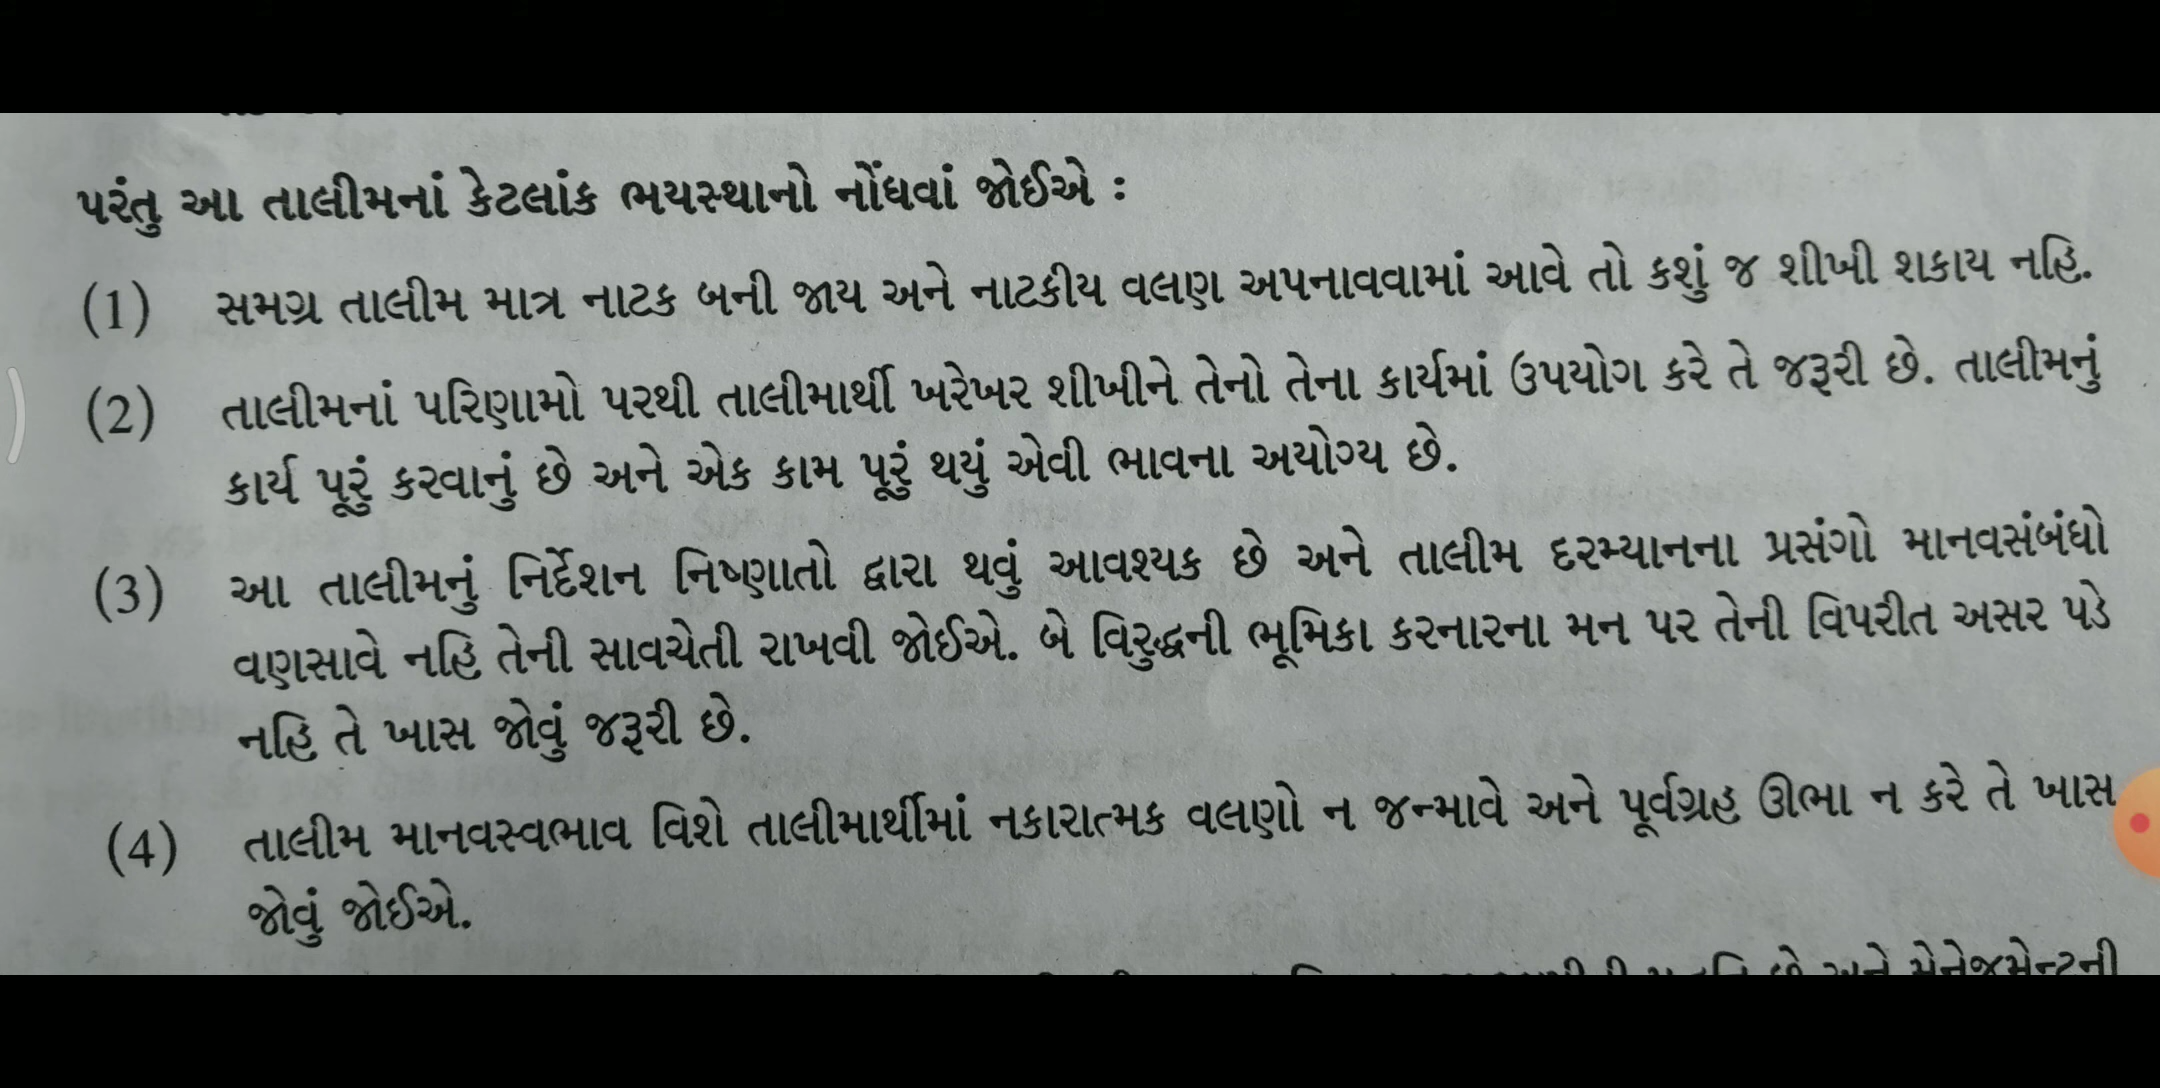 પરંતુ આ તાલીમનાં કેટલાંક ભયસ્થાનો નોંધવાં જોઈએ :
(1) સમગ્ર તાલીમ માત્ર નાટક બની જાય અને નાટકીય વલણ અપનાવવામાં આવે તો કશું જ શીખી શકાય નહિ.
(2) તાલીમનાં પરિણામો પરથી તાલીમાર્થી ખરેખર શીખીને તેનો તેના કાર્યમાં ઉપયોગ કરે તે જરૂરી છે. તાલીમનું
કાર્ય પૂરું કરવાનું છે અને એક કામ પૂરું થયું એવી ભાવના અયોગ્ય છે.
(3) આ તાલીમનું નિર્દેશન નિષ્ણાતો દ્વારા થવું આવશ્યક છે અને તાલીમ દરમ્યાનના પ્રસંગો માનવસંબંધો
વણસાવે નહિ તેની સાવચેતી રાખવી જોઈએ. બે વિરુદ્ધની ભૂમિકા કરનારના મન પર તેની વિપરીત અસર પડે
નહિ તે ખાસ જોવું જરૂરી છે.
(4) તાલીમ માનવસ્વભાવ વિશે તાલીમાર્થીમાં નકારાત્મક વલણો ન જન્માવે અને પૂર્વગ્રહ ઊભા ન કરે તે ખાસ
જોવું જોઈએ.
છે અને મેનેજમેન્ટની